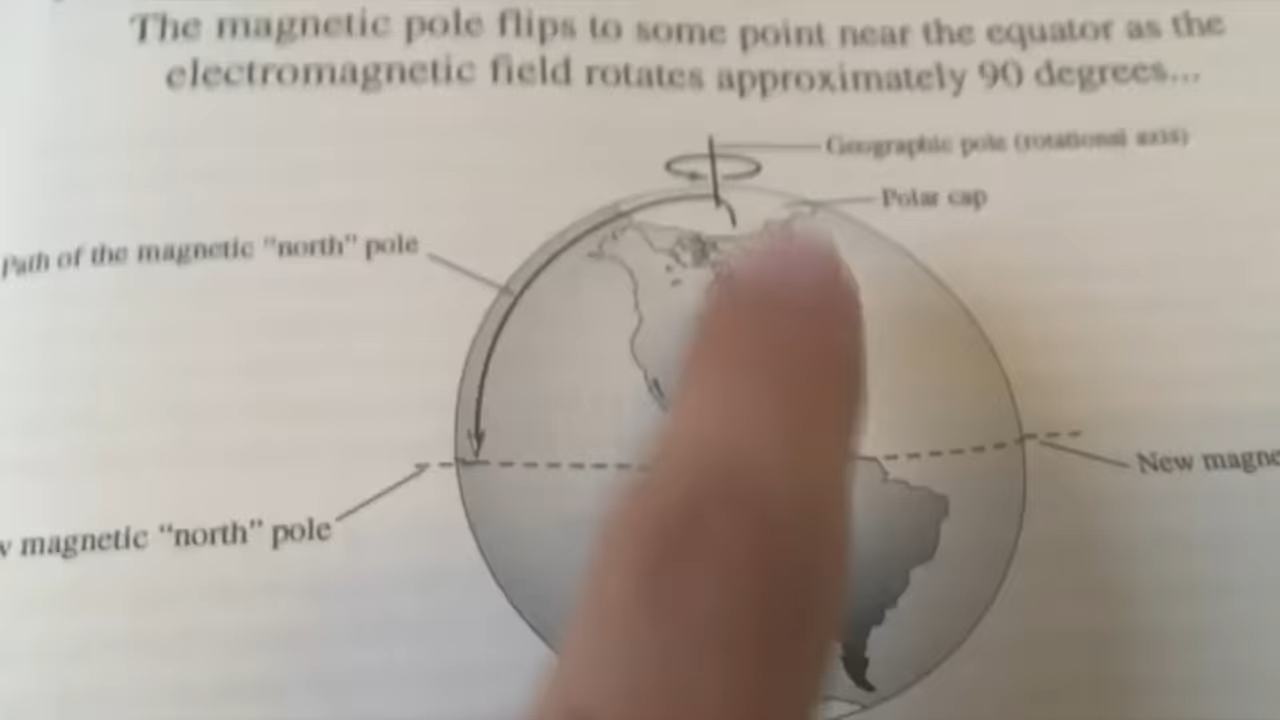 The magnetic pole flips to some point near the equator as the
electromagnetic field rotates approximately 90 degrees...
Geographic pole (rotational axis)
Polar cap
Path of the magnetic "north" pole
New magne
magnetic "north" pole